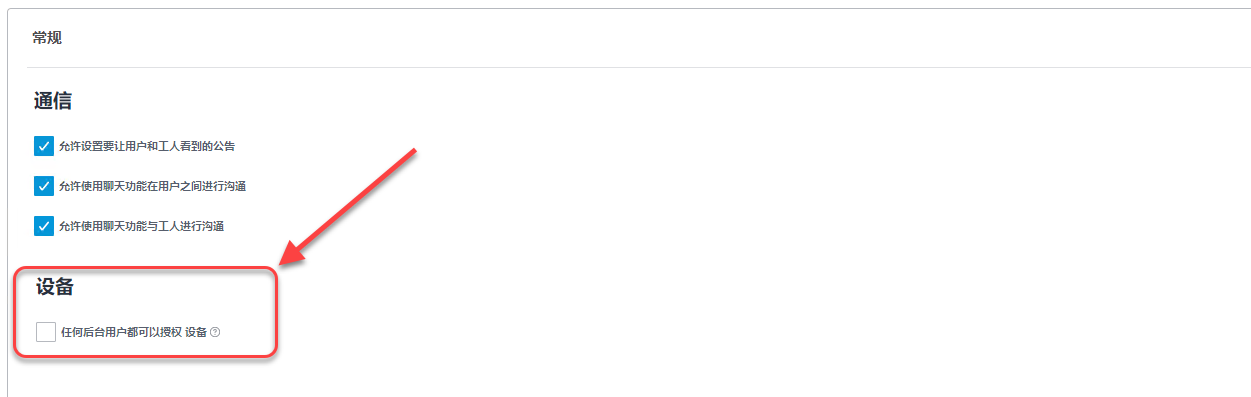 常规
通信
允许设置要让用户和工人看到的公告
允许使用聊天功能在用户之间进行沟通
允许使用聊天功能与工人进行沟通
设备
任何后台用户都可以授权 设备 ?